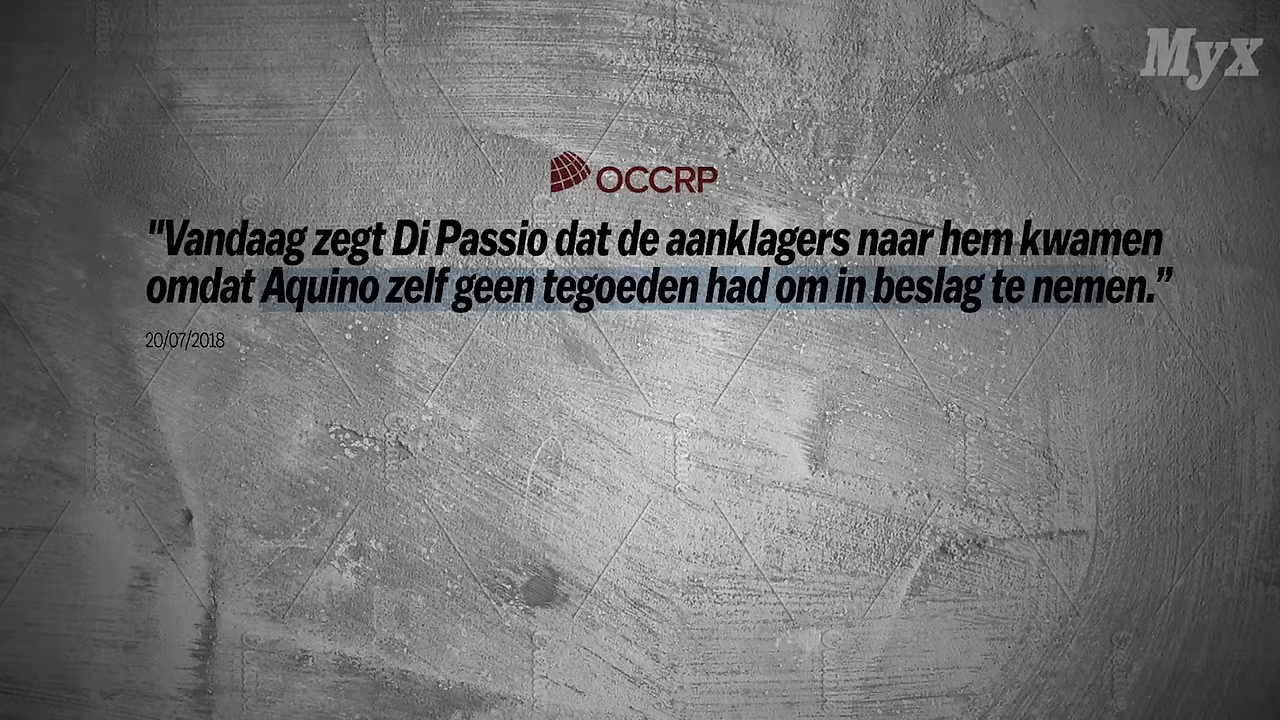 Myx
OCCRP
"Vandaag zegt Di Passio dat de aanklagers naar hem kwamen
omdat Aquino zelf geen tegoeden had om in beslag te nemen.”
20/07/2018